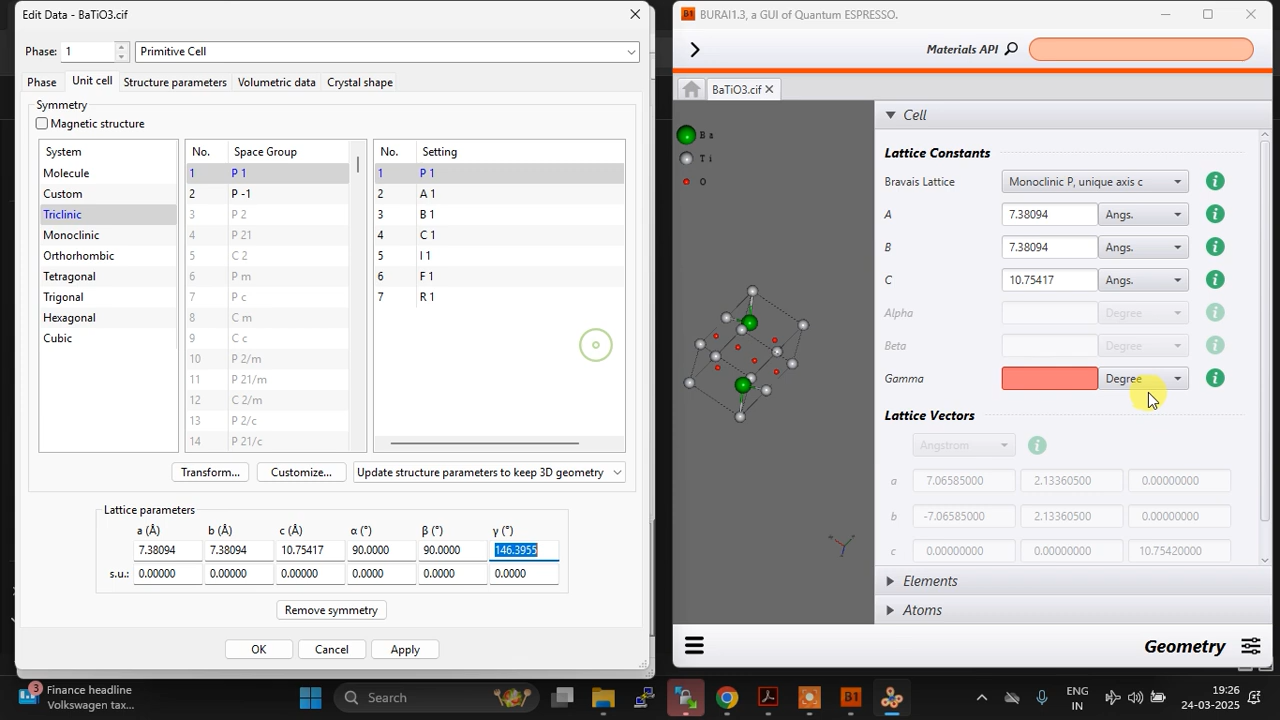 Edit Data - BaTiO3.cif
Phase: 1 Primitive Cell
Phase Unit cell Structure parameters Volumetric data Crystal shape
Symmetry
Magnetic structure
System
Molecule
Custom
Triclinic
Monoclinic
Orthorhombic
Tetragonal
Trigonal
Hexagonal
Cubic
No. Space Group
1 P 1
2 P -1
3 P 2
4 P 21
5 C 2
6 P m
7 P c
8 C m
9 C c
10 P 2/m
11 P 21/m
12 C 2/m
13 P 2/c
14 P 21/c
No. Setting
1 P 1
2 A 1
3 B 1
4 C 1
5 I 1
6 F 1
7 R 1
Transform... Customize... Update structure parameters to keep 3D geometry
Lattice parameters
a (Å) b (Å) c (Å) α (°) β (°) γ (°)
7.38094 7.38094 10.75417 90.0000 90.0000 146.3955
s.u.: 0.00000 0.00000 0.00000 0.0000 0.0000 0.0000
Remove symmetry
OK Cancel Apply
B1 BURAI1.3, a GUI of Quantum ESPRESSO.
Materials API
BaTiO3.cif
Ba
Ti
O
Cell
Lattice Constants
Bravais Lattice Monoclinic P, unique axis c
A 7.38094 Angs.
B 7.38094 Angs.
C 10.75417 Angs.
Alpha Degree
Beta Degree
Gamma Degree
Lattice Vectors
Angstrom
a 7.06585000 2.13360500 0.00000000
b -7.06585000 2.13360500 0.00000000
c 0.00000000 0.00000000 10.75420000
Elements
Atoms
Geometry
3 Finance headline
Volkswagen tax...
Search
B1
ENG
IN
19:26
24-03-2025